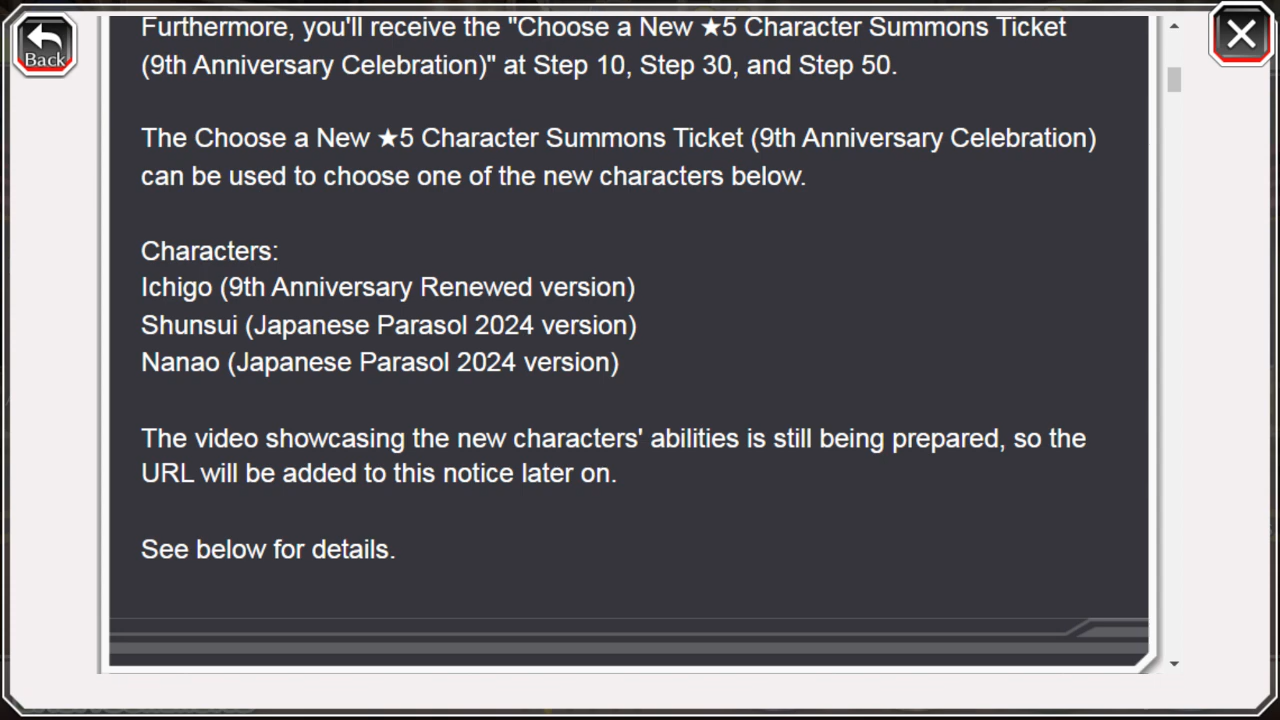 Back
Furthermore, you'll receive the "Choose a New ★5 Character Summons Ticket
(9th Anniversary Celebration)" at Step 10, Step 30, and Step 50.
The Choose a New ★5 Character Summons Ticket (9th Anniversary Celebration)
can be used to choose one of the new characters below.
Characters:
Ichigo (9th Anniversary Renewed version)
Shunsui (Japanese Parasol 2024 version)
Nanao (Japanese Parasol 2024 version)
The video showcasing the new characters' abilities is still being prepared, so the
URL will be added to this notice later on.
See below for details.